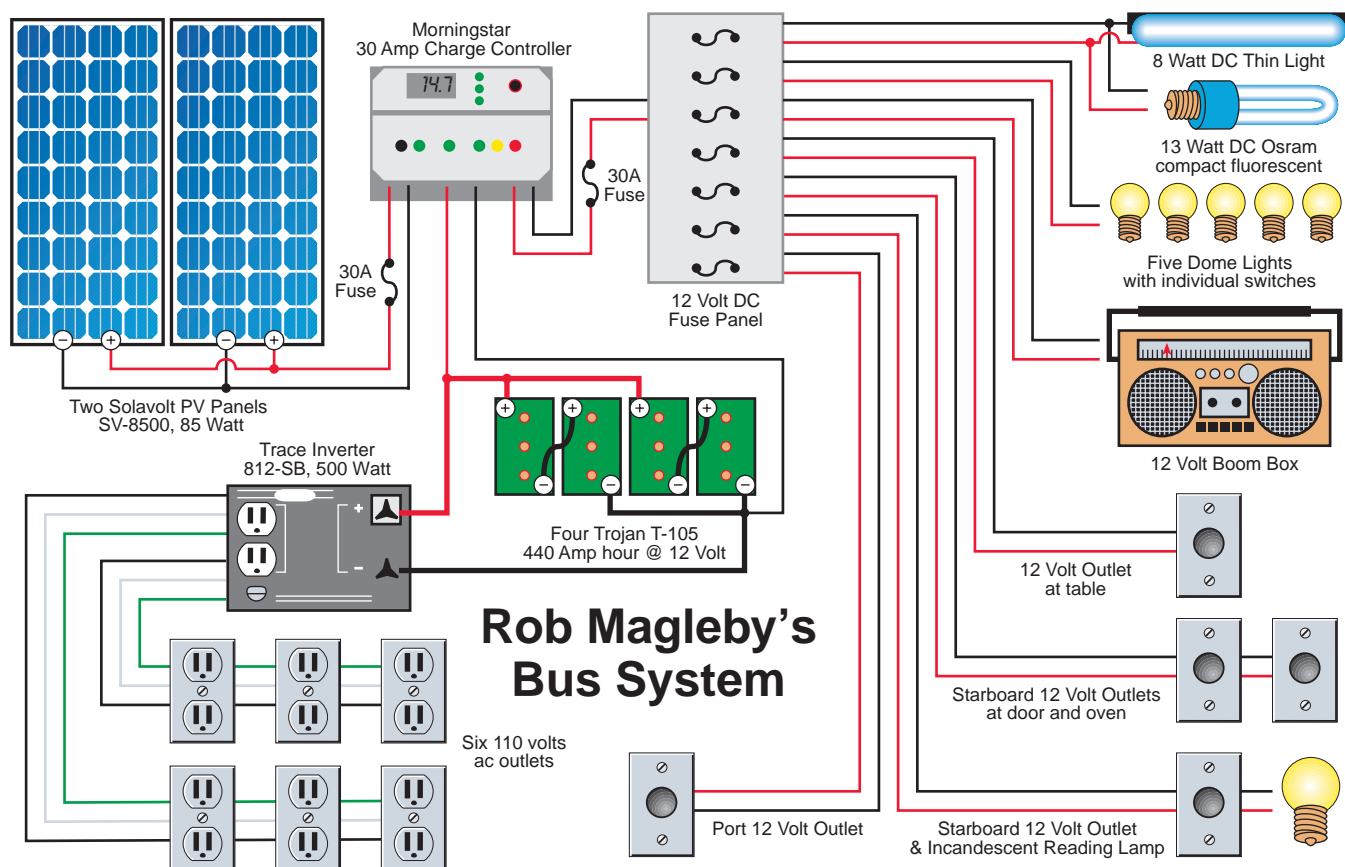 Morningstar
30 Amp Charge Controller
14.7
8 Watt DC Thin Light
13 Watt DC Osram
compact fluorescent
30A
Fuse
30A
Fuse
12 Volt DC
Fuse Panel
Five Dome Lights
with individual switches
− + − +
Two Solavolt PV Panels
SV-8500, 85 Watt
+ − + −
− − − −
12 Volt Boom Box
Trace Inverter
812-SB, 500 Watt
+
−
Four Trojan T-105
440 Amp hour @ 12 Volt
12 Volt Outlet
at table
Rob Magleby’s
Bus System
Starboard 12 Volt Outlets
at door and oven
Six 110 volts
ac outlets
Port 12 Volt Outlet
Starboard 12 Volt Outlet
& Incandescent Reading Lamp